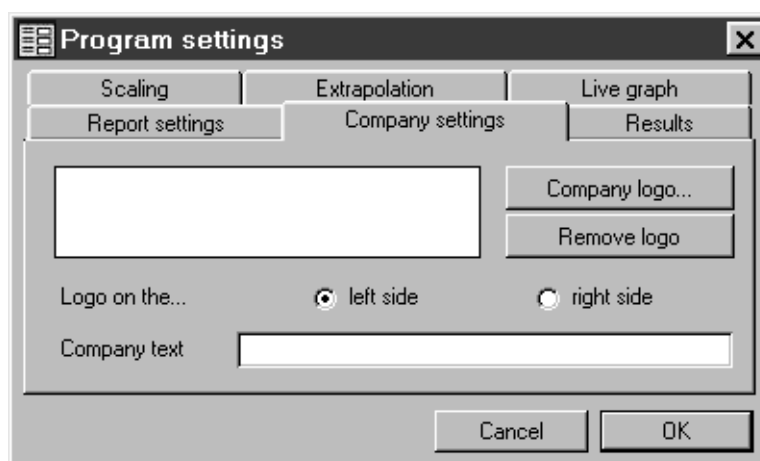 Program settings
Scaling Extrapolation Live graph
Report settings Company settings Results
Company logo...
Remove logo
Logo on the... left side right side
Company text
Cancel OK